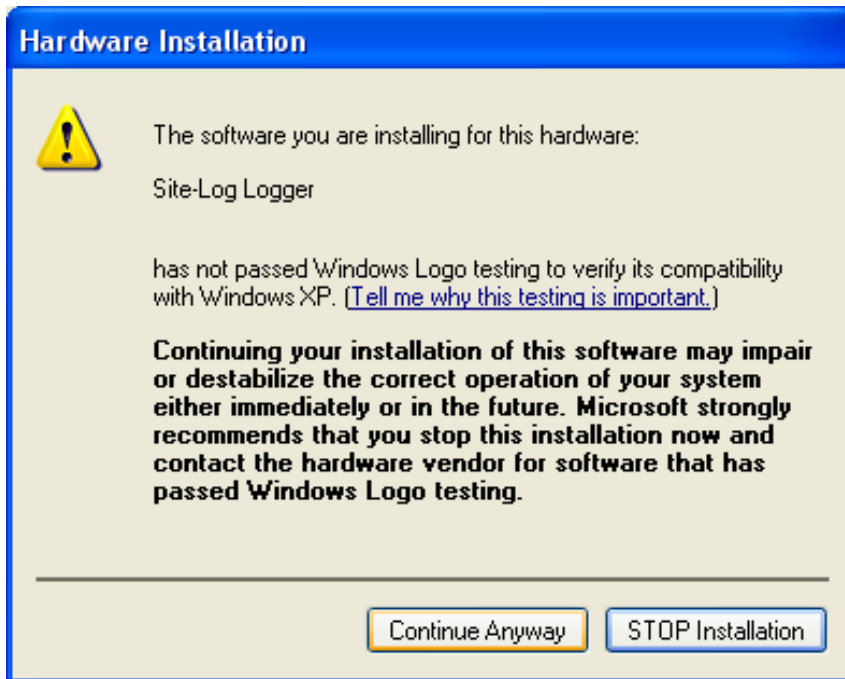 Hardware Installation
The software you are installing for this hardware:
Site-Log Logger
has not passed Windows Logo testing to verify its compatibility
with Windows XP. (Tell me why this testing is important.)
Continuing your installation of this software may impair
or destabilize the correct operation of your system
either immediately or in the future. Microsoft strongly
recommends that you stop this installation now and
contact the hardware vendor for software that has
passed Windows Logo testing.
Continue Anyway
STOP Installation